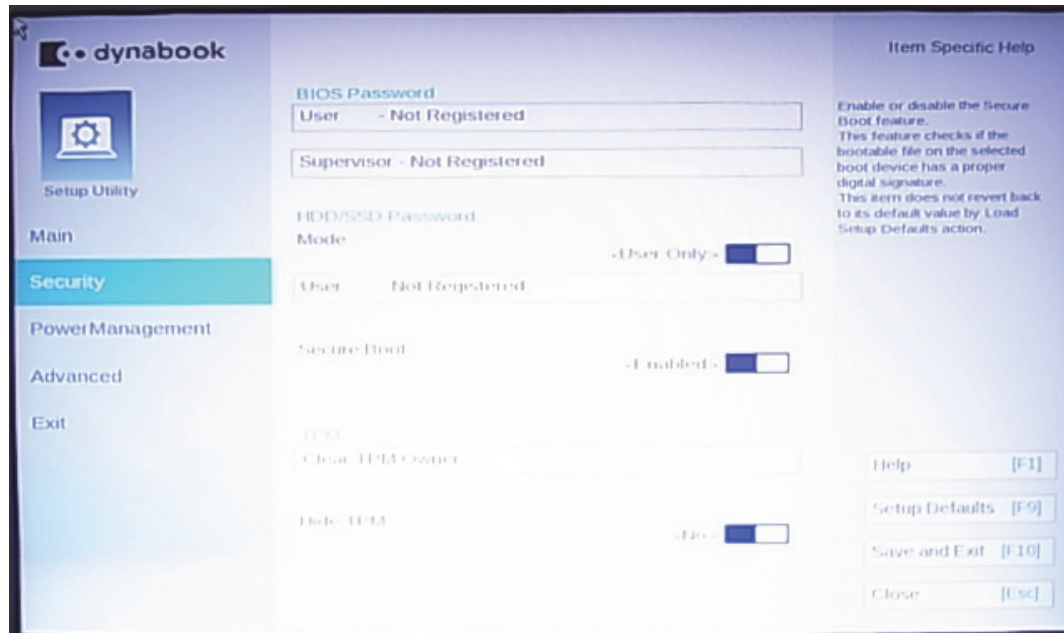 dynabook
Setup Utility
Main
Security
PowerManagement
Advanced
Exit
BIOS Password
User - Not Registered
Supervisor - Not Registered
HDD/SSD Password
Mode
-User Only-
User Not Registered
Secure Boot
-Enabled-
TPM
Clear TPM Owner
Hide TPM
-No-
Item Specific Help
Enable or disable the Secure
Boot feature.
This feature checks if the
bootable file on the selected
boot device has a proper
digital signature.
This item does not revert back
to its default value by Load
Setup Defaults action.
Help [F1]
Setup Defaults [F9]
Save and Exit [F10]
Close [Esc]